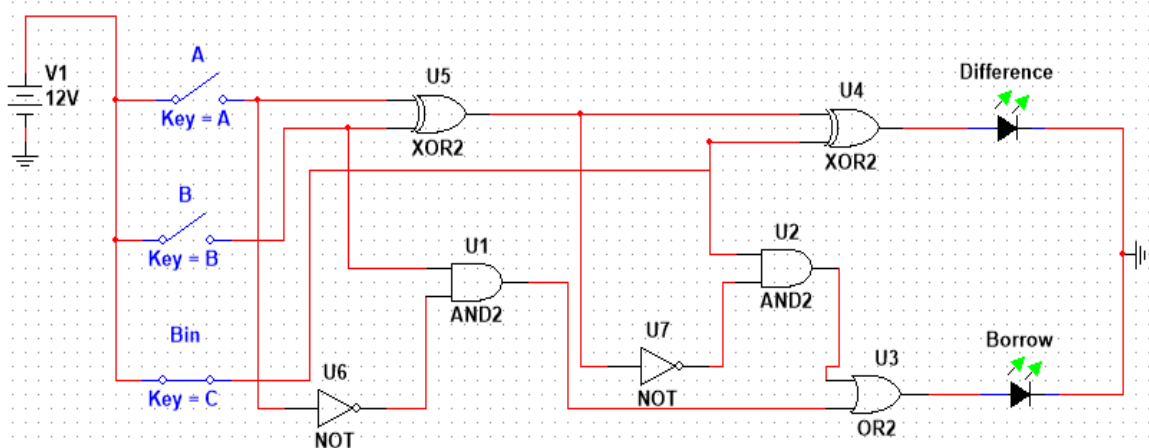 V1
12V
A
Key = A
B
Key = B
Bin
Key = C
U5
XOR2
U4
XOR2
Difference
U1
AND2
U2
AND2
U6
NOT
U7
NOT
U3
OR2
Borrow